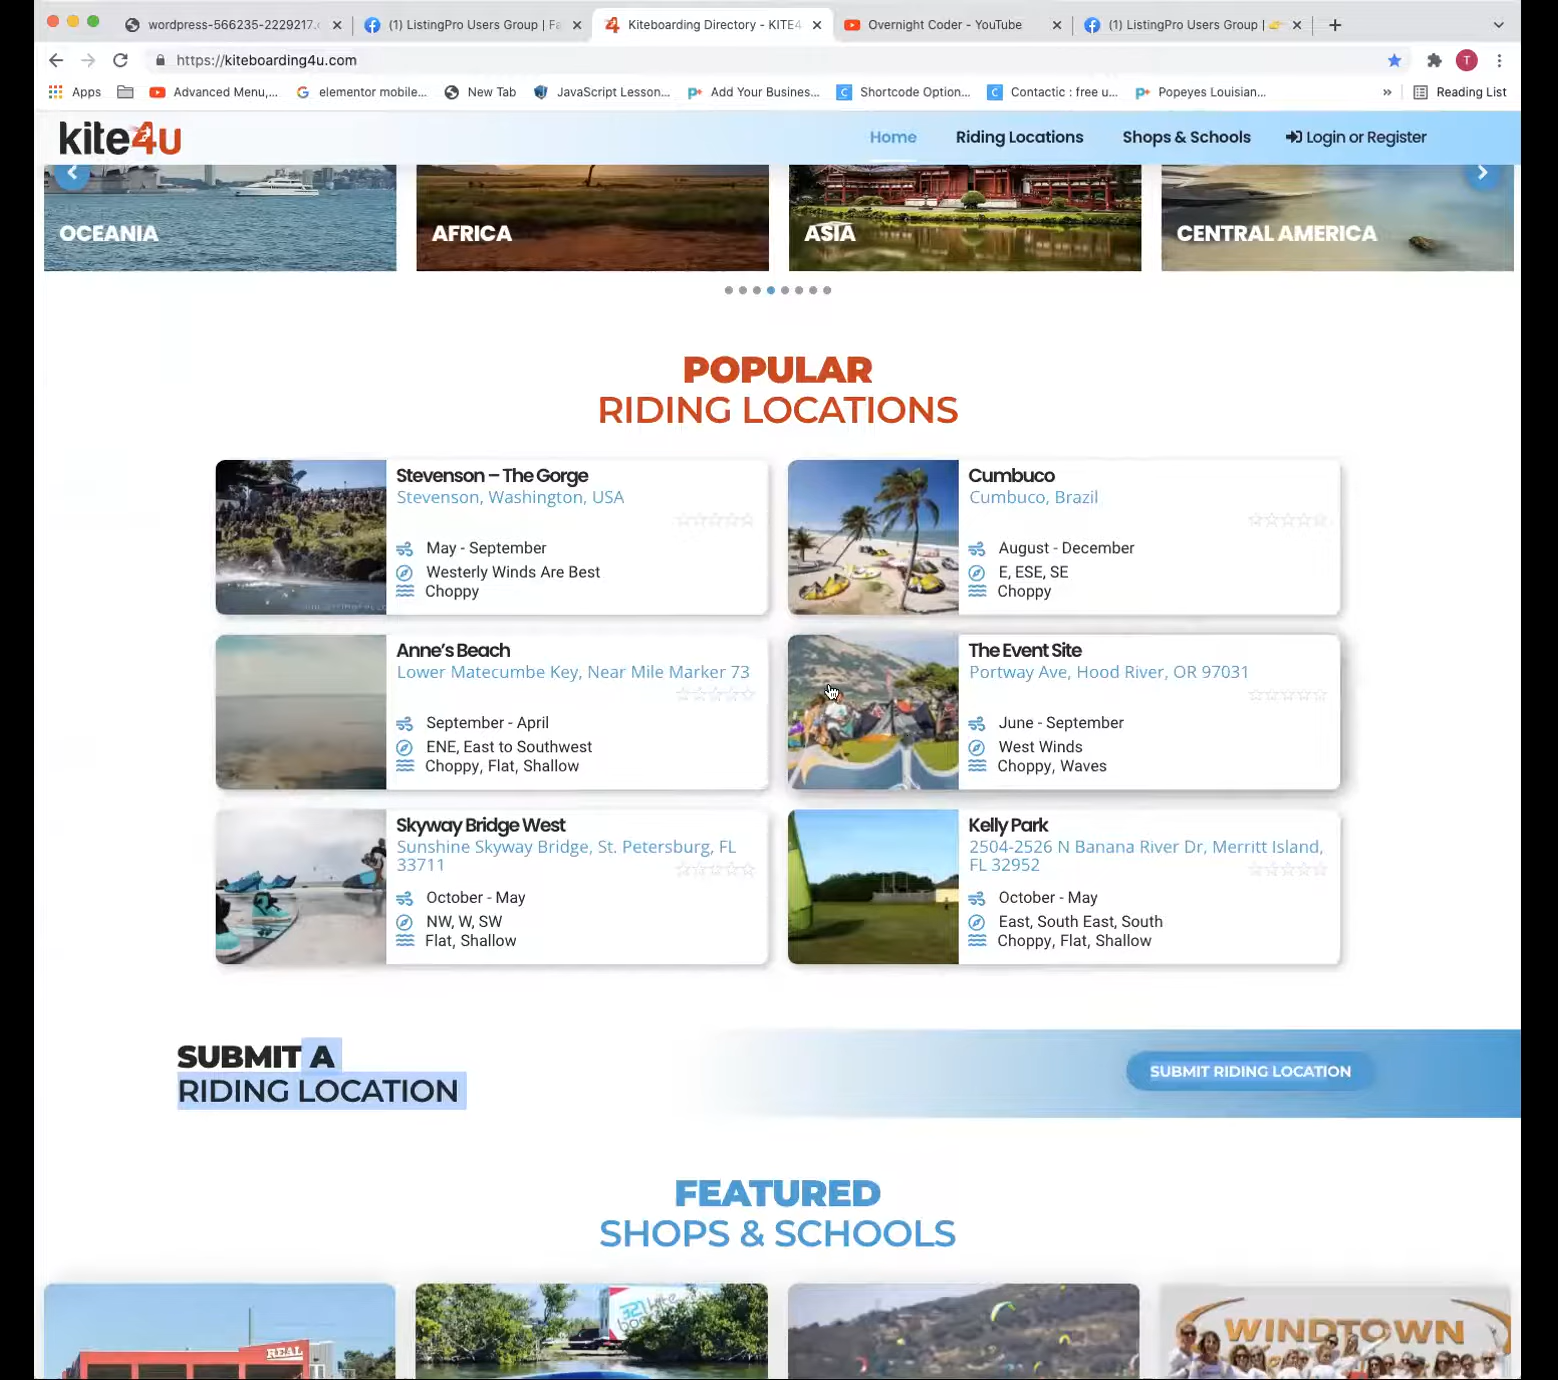 wordpress-566235-2229217.c
(1) ListingPro Users Group | Fa
Kiteboarding Directory - KITE4
Overnight Coder - YouTube
(1) ListingPro Users Group |
https://kiteboarding4u.com
T
Apps
Advanced Menu,...
elementor mobile...
New Tab
JavaScript Lesson...
Add Your Busines...
Shortcode Option...
Contactic : free u...
Popeyes Louisian...
»
Reading List
kite4u
Home
Riding Locations
Shops & Schools
Login or Register
OCEANIA
AFRICA
ASIA
CENTRAL AMERICA
POPULAR
RIDING LOCATIONS
Stevenson – The Gorge
Stevenson, Washington, USA
May - September
Westerly Winds Are Best
Choppy
Cumbuco
Cumbuco, Brazil
August - December
E, ESE, SE
Choppy
Anne's Beach
Lower Matecumbe Key, Near Mile Marker 73
September - April
ENE, East to Southwest
Choppy, Flat, Shallow
The Event Site
Portway Ave, Hood River, OR 97031
June - September
West Winds
Choppy, Waves
Skyway Bridge West
Sunshine Skyway Bridge, St. Petersburg, FL
33711
October - May
NW, W, SW
Flat, Shallow
Kelly Park
2504-2526 N Banana River Dr, Merritt Island,
FL 32952
October - May
East, South East, South
Choppy, Flat, Shallow
SUBMIT A
RIDING LOCATION
SUBMIT RIDING LOCATION
FEATURED
SHOPS & SCHOOLS
REAL
321 kite
WINDTOWN